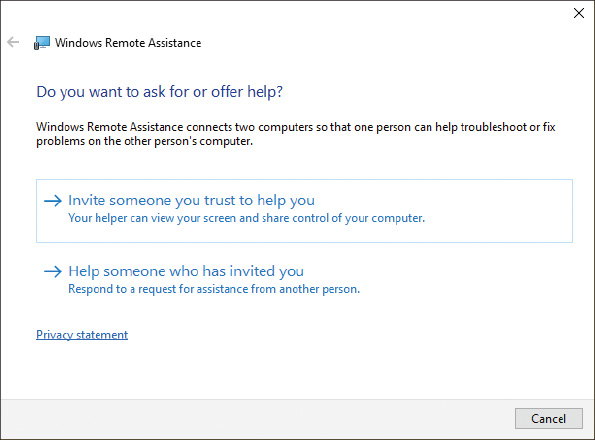 Windows Remote Assistance
Do you want to ask for or offer help?
Windows Remote Assistance connects two computers so that one person can help troubleshoot or fix
problems on the other person's computer.
Invite someone you trust to help you
Your helper can view your screen and share control of your computer.
Help someone who has invited you
Respond to a request for assistance from another person.
Privacy statement
Cancel